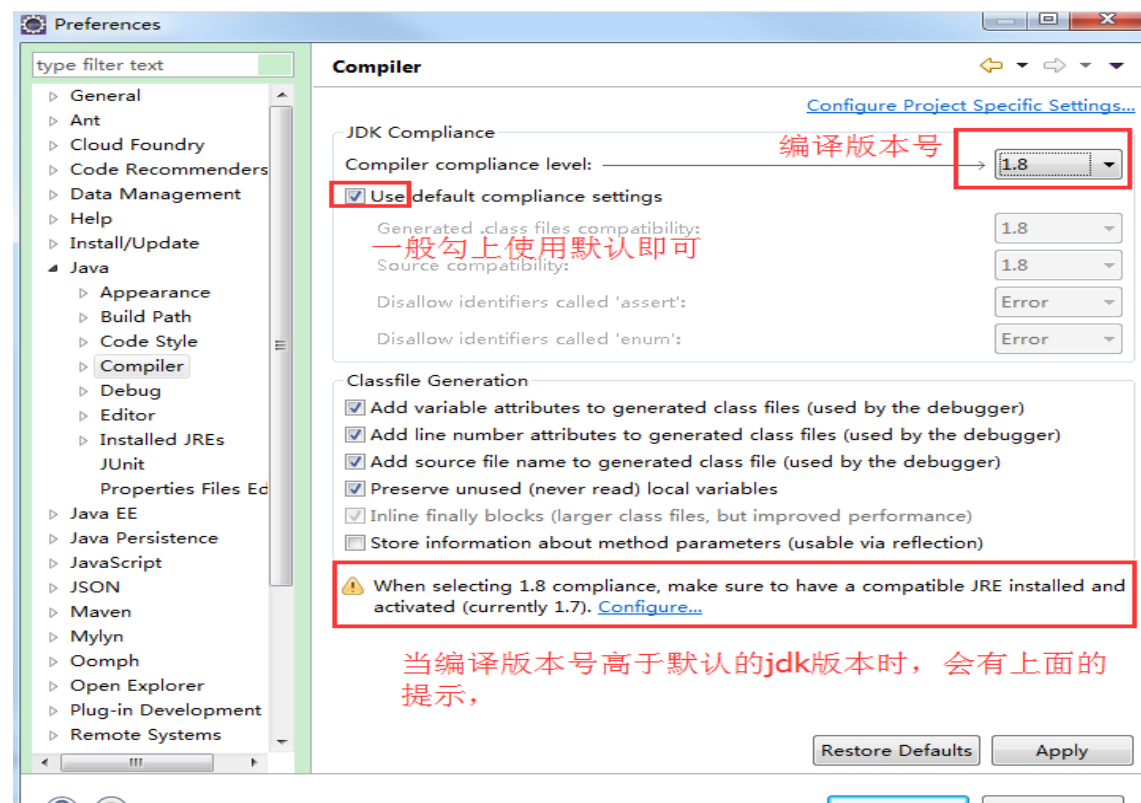 Preferences
type filter text
General
Ant
Cloud Foundry
Code Recommenders
Data Management
Help
Install/Update
Java
Appearance
Build Path
Code Style
Compiler
Debug
Editor
Installed JREs
JUnit
Properties Files Ed
Java EE
Java Persistence
JavaScript
JSON
Maven
Mylyn
Oomph
Open Explorer
Plug-in Development
Remote Systems
Compiler
Configure Project Specific Settings...
JDK Compliance
编译版本号
Compiler compliance level: 1.8
Use default compliance settings
Generated .class files compatibility: 1.8
一般勾上使用默认即可
Source compatibility: 1.8
Disallow identifiers called 'assert': Error
Disallow identifiers called 'enum': Error
Classfile Generation
Add variable attributes to generated class files (used by the debugger)
Add line number attributes to generated class files (used by the debugger)
Add source file name to generated class file (used by the debugger)
Preserve unused (never read) local variables
Inline finally blocks (larger class files, but improved performance)
Store information about method parameters (usable via reflection)
When selecting 1.8 compliance, make sure to have a compatible JRE installed and
activated (currently 1.7). Configure...
当编译版本号高于默认的jdk版本时，会有上面的
提示，
Restore Defaults
Apply